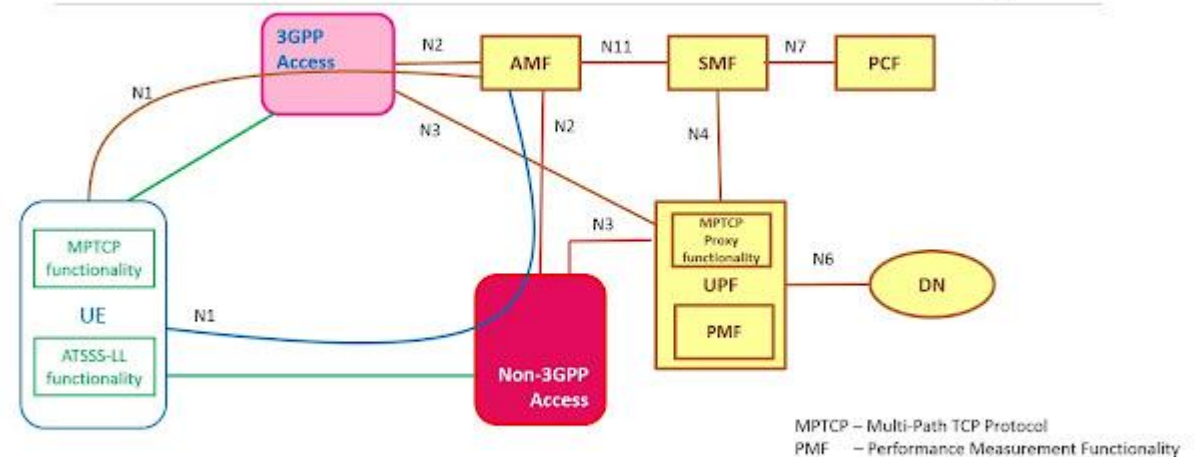 3GPP
Access
N2
AMF
N11
SMF
N7
PCF
N1
N3
N2
N4
MPTCP
functionality
UE
ATSSS-LL
functionality
N1
N3
MPTCP
Proxy
functionality
UPF
PMF
N6
DN
Non-3GPP
Access
MPTCP – Multi-Path TCP Protocol
PMF – Performance Measurement Functionality